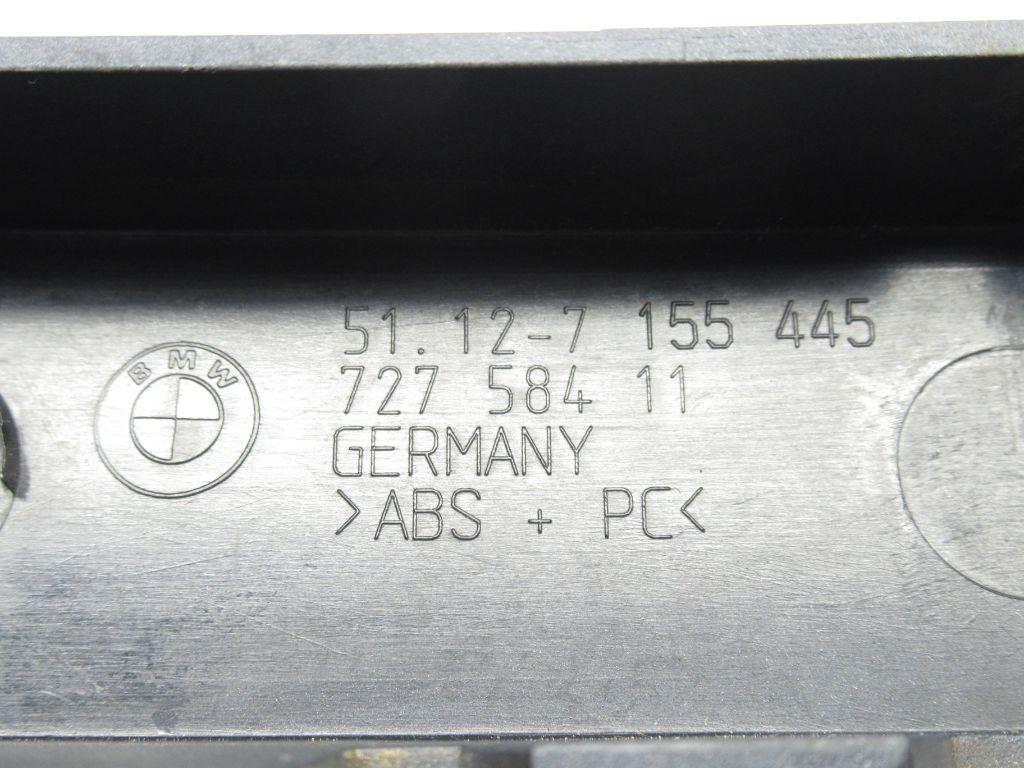 BMW
51.12-7 155 445
727 584 11
GERMANY
>ABS + PC<